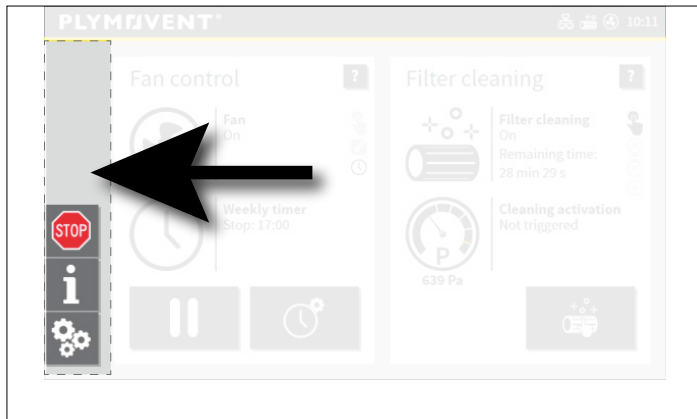 PLYMOVENT®
10:11
Fan control
?
Fan
On
Weekly timer
Stop: 17:00
Filter cleaning
?
Filter cleaning
On
Remaining time:
28 min 29 s
Cleaning activation
Not triggered
P
639 Pa
STOP
i